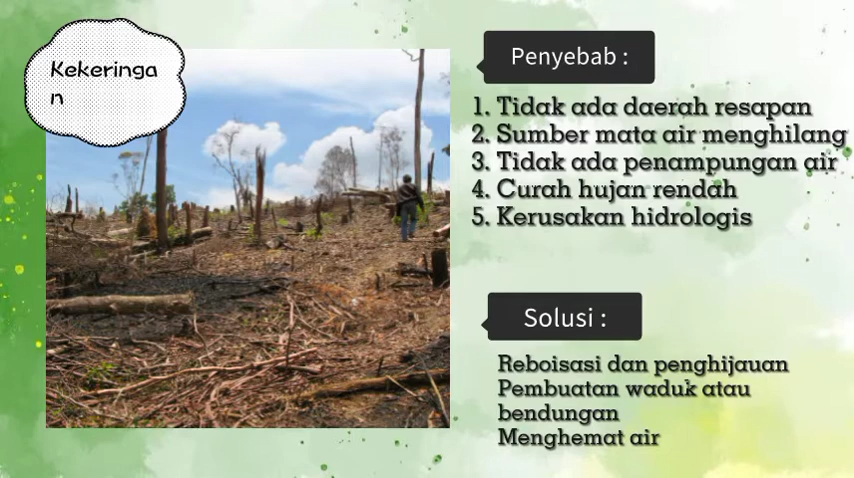 Kekeringa
n
Penyebab :
1. Tidak ada daerah resapan
2. Sumber mata air menghilang
3. Tidak ada penampungan air
4. Curah hujan rendah
5. Kerusakan hidrologis
Solusi :
Reboisasi dan penghijauan
Pembuatan waduk atau
bendungan
Menghemat air